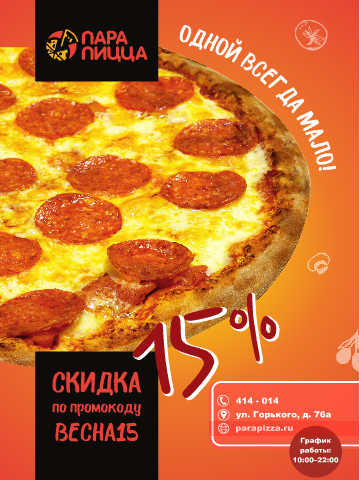 ПАРА
ПИЦЦА
ОДНОЙ ВСЕГДА МАЛО!
15%
СКИДКА
по промокоду
ВЕСНА15
414 - 014
ул. Горького, д. 76а
parapizza.ru
График
работы:
10:00-22:00